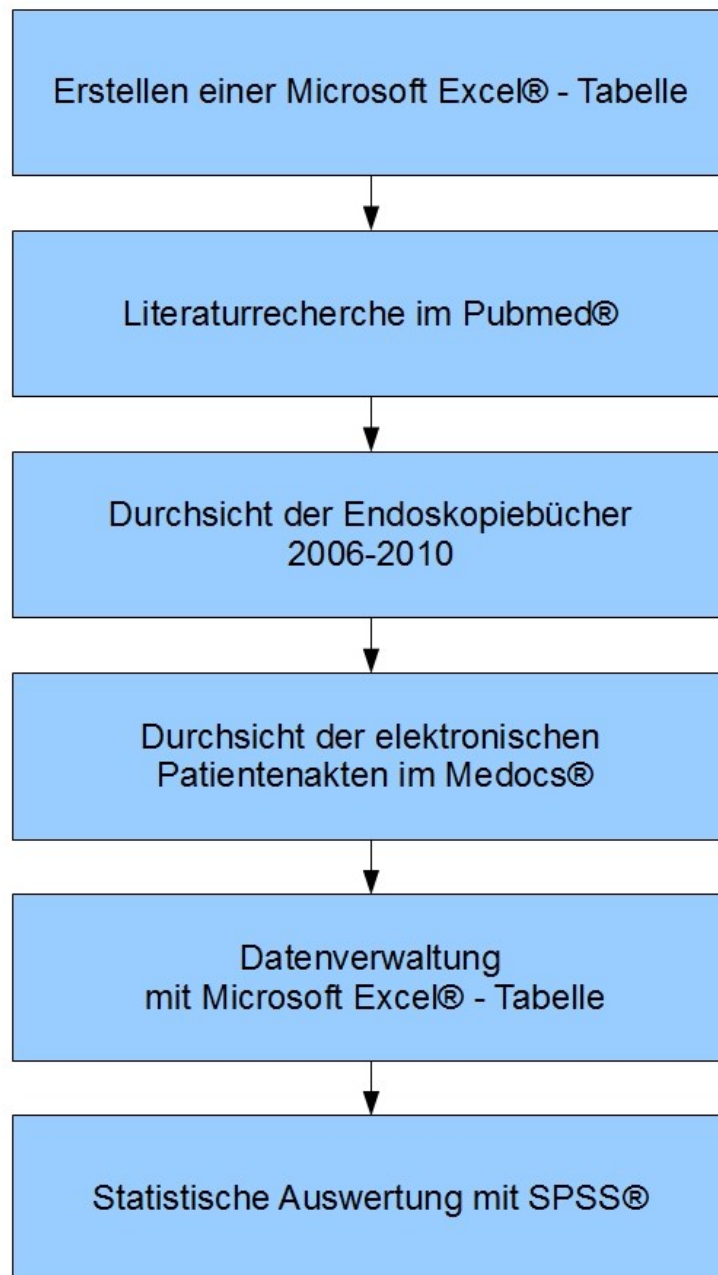 Erstellen einer Microsoft Excel® - Tabelle
Literaturrecherche im Pubmed®
Durchsicht der Endoskopiebücher
2006-2010
Durchsicht der elektronischen
Patientenakten im Medocs®
Datenverwaltung
mit Microsoft Excel® - Tabelle
Statistische Auswertung mit SPSS®